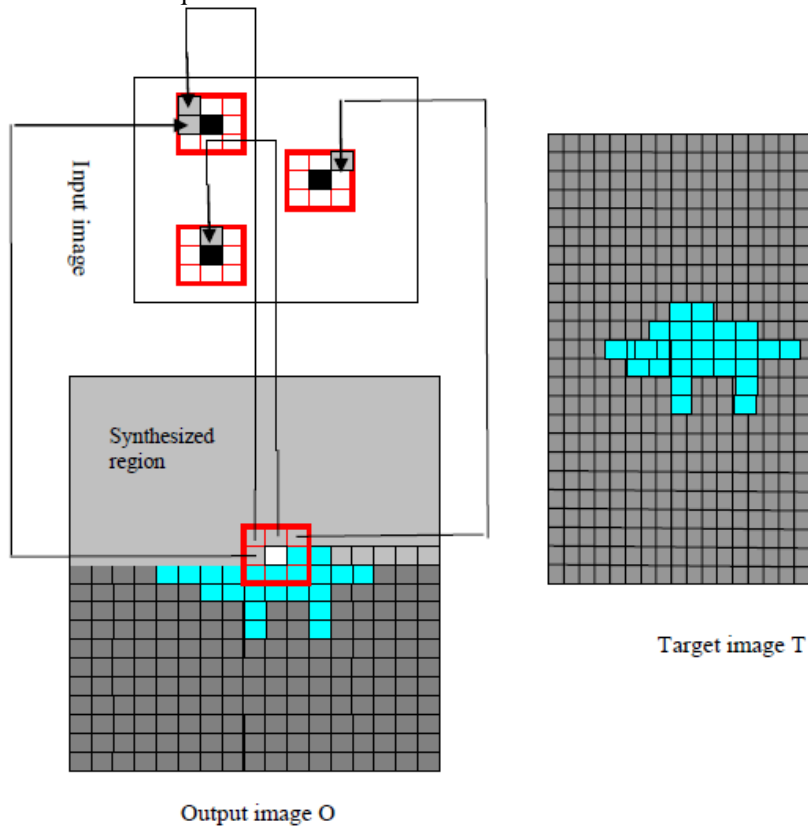 Input image
Synthesized
region
Target image T
Output image O